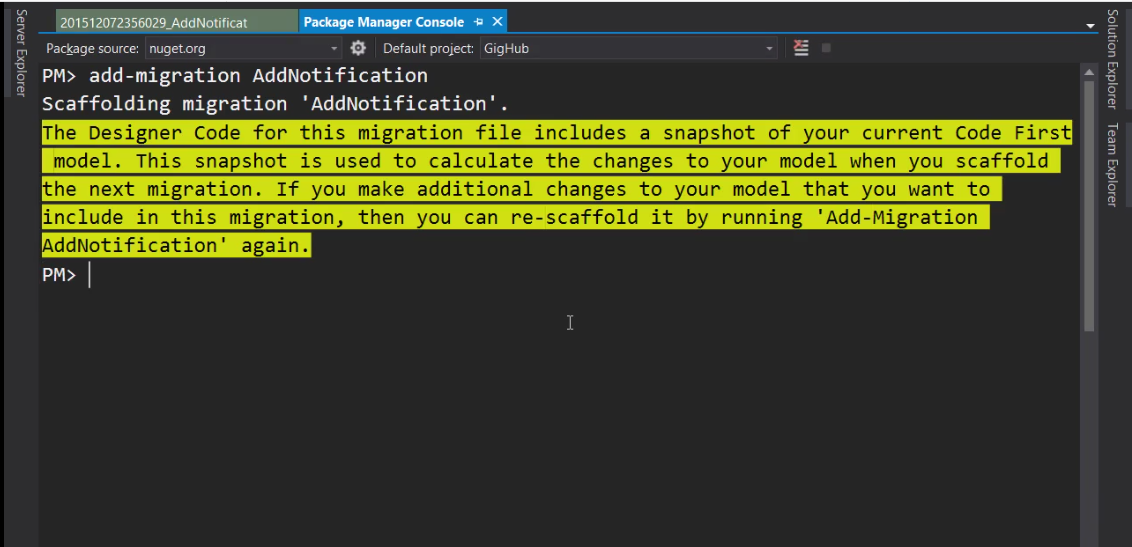 201512072356029_AddNotificat
Package Manager Console
Package source: nuget.org
Default project: GigHub
PM> add-migration AddNotification
Scaffolding migration 'AddNotification'.
The Designer Code for this migration file includes a snapshot of your current Code First
model. This snapshot is used to calculate the changes to your model when you scaffold
the next migration. If you make additional changes to your model that you want to
include in this migration, then you can re-scaffold it by running 'Add-Migration
AddNotification' again.
PM>
Server Explorer
Solution Explorer
Team Explorer